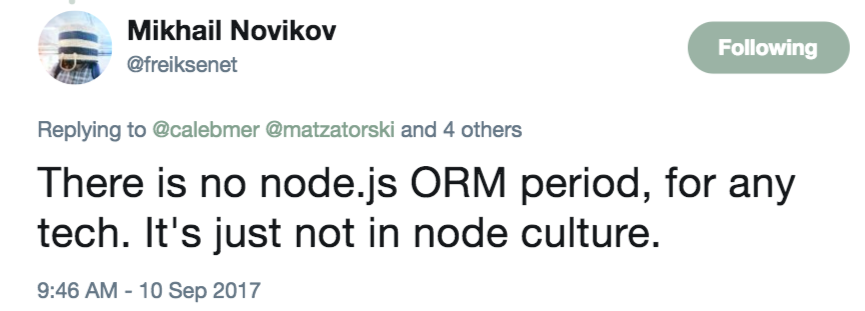 Mikhail Novikov
@freiksenet
Following
Replying to @calebmer @matzatorski and 4 others
There is no node.js ORM period, for any
tech. It's just not in node culture.
9:46 AM - 10 Sep 2017